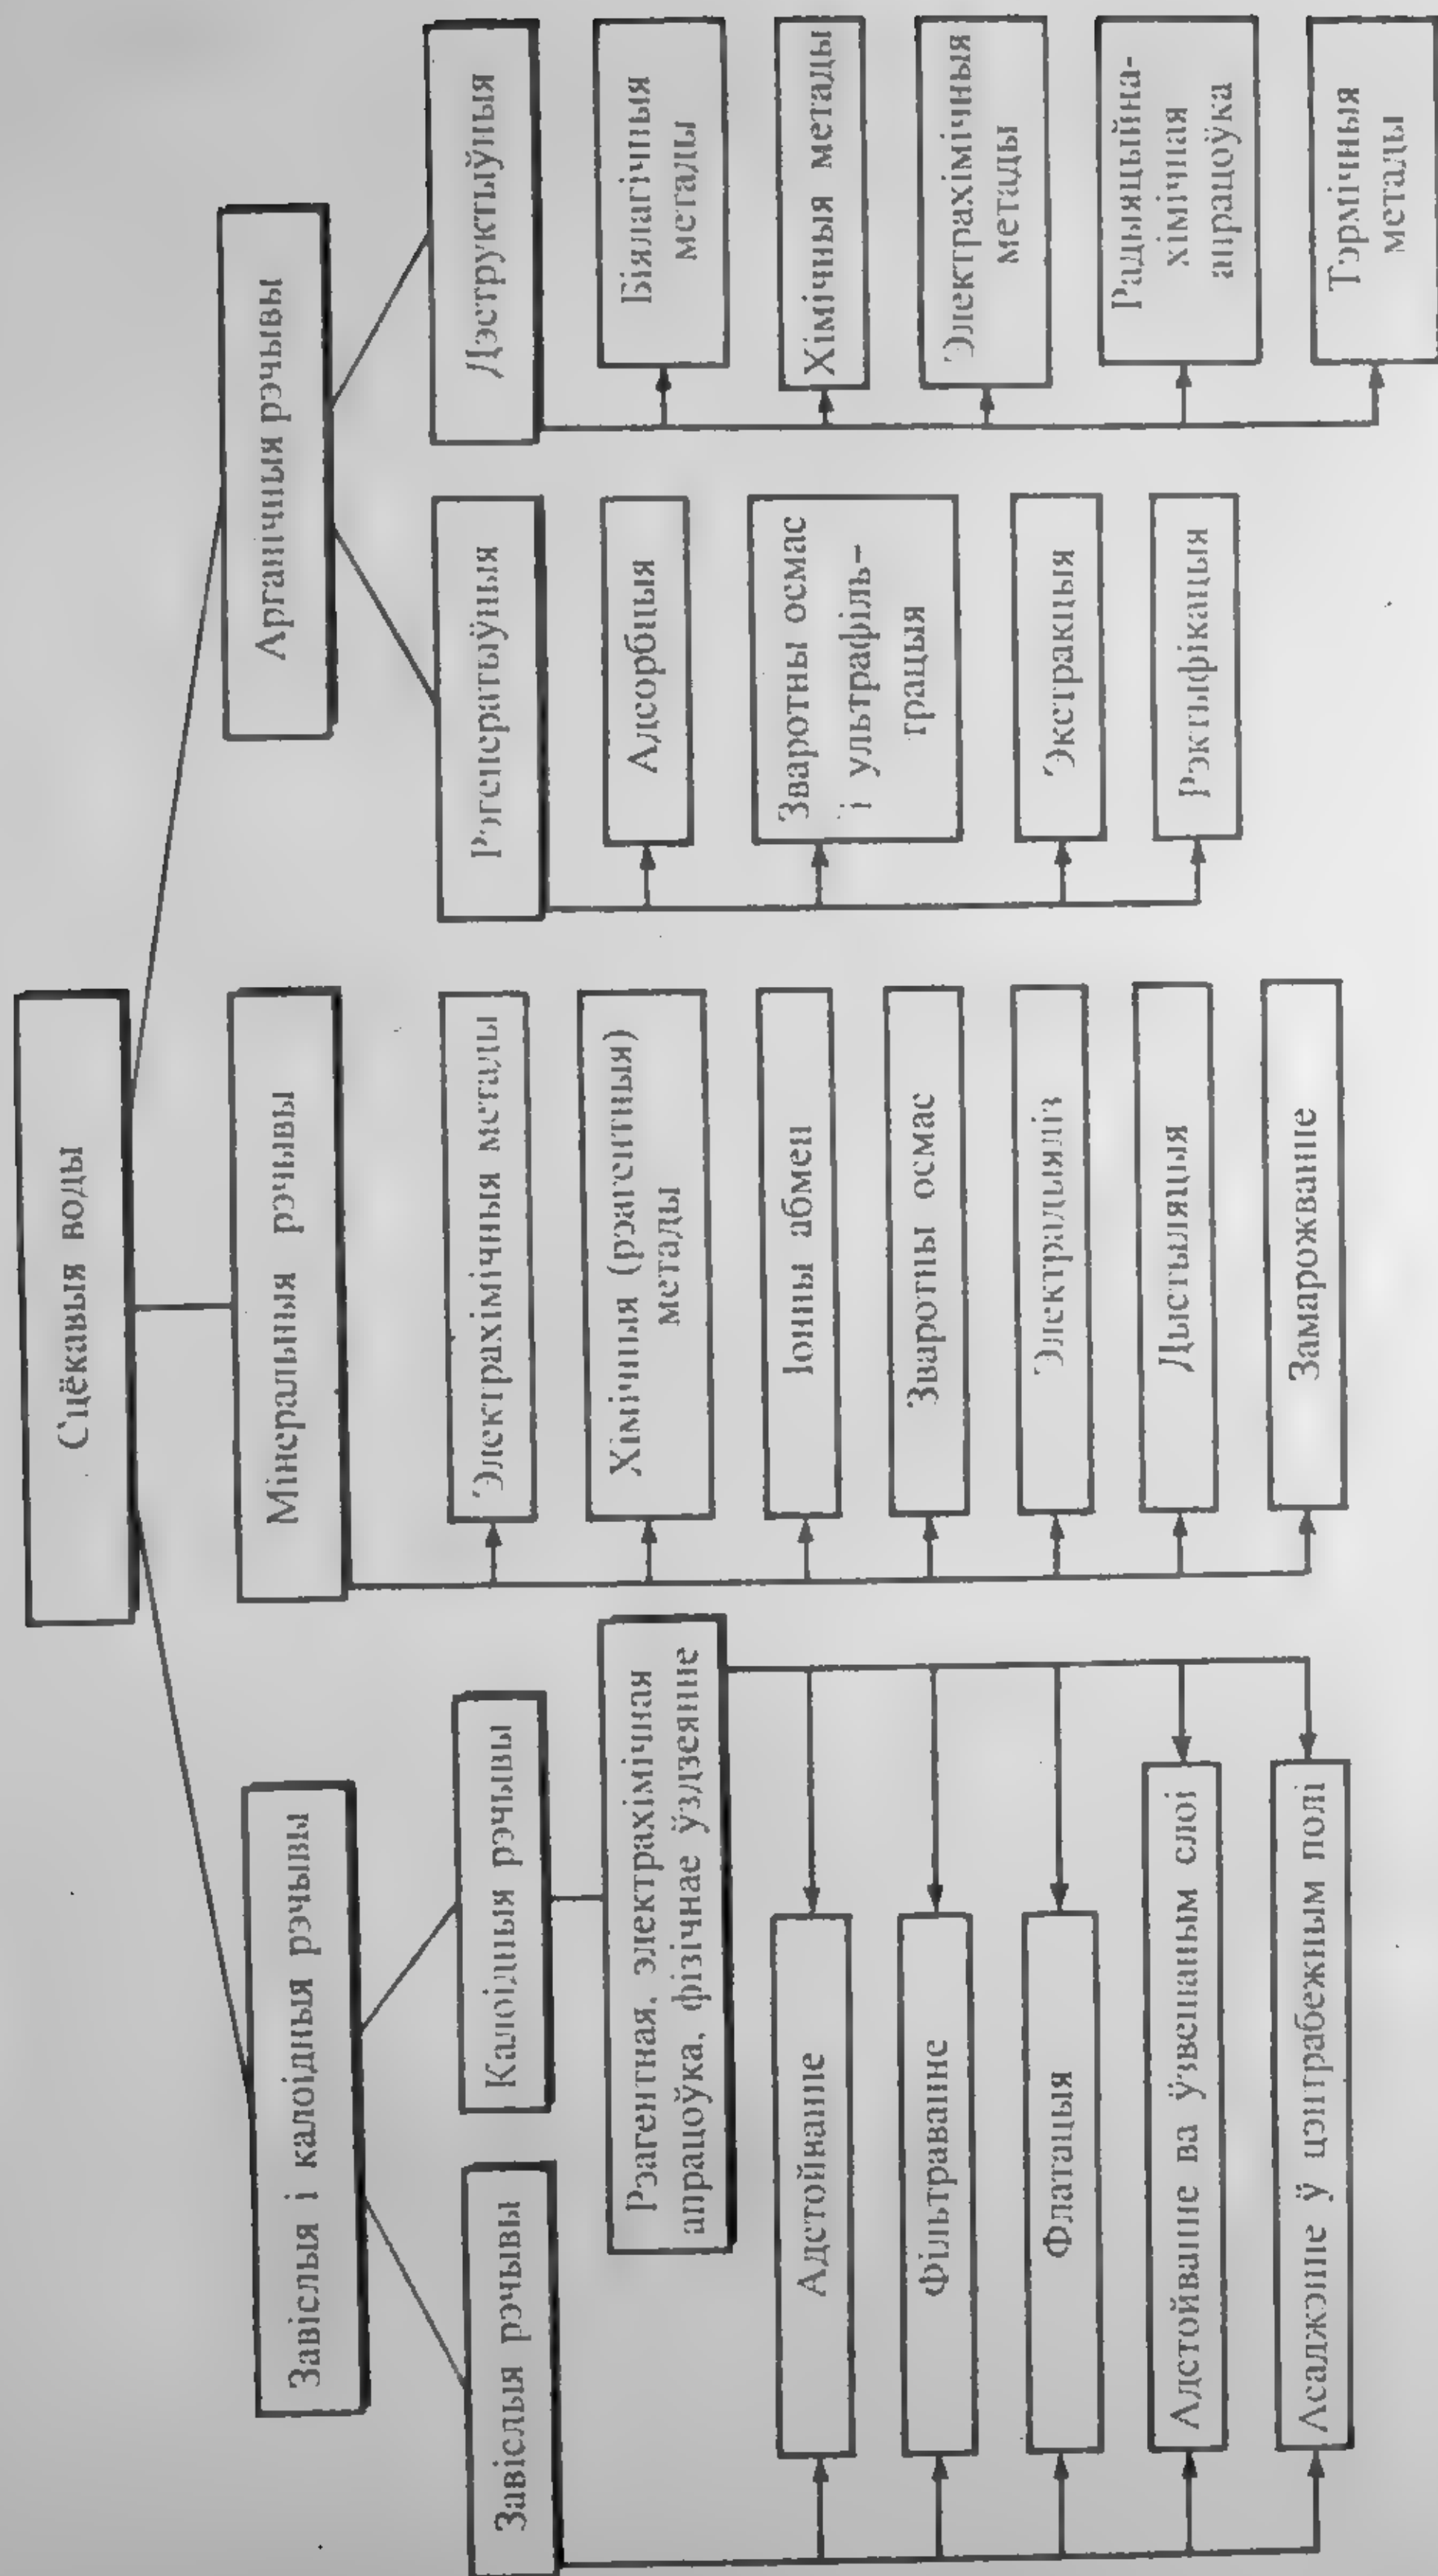 Сцёкавыя воды
Завіслыя і калоідныя рэчывы
Мінеральныя рэчывы
Арганічныя рэчывы
Завіслыя рэчывы
Калоідныя рэчывы
Рэагентная, электрахімічная
апрацоўка, фізічнае ўздзеянне
Адстойванне
Фільтраванне
Флатацыя
Адстойванне ва ўзвешаным слоі
Асаджэнне ў цэнтрабежным полі
Электрахімічныя метады
Хімічныя (рэагентныя)
метады
Іонны абмен
Зваротны осмас
Электрадыяліз
Дыстыляцыя
Замарожванне
Рэгенератыўныя
Адсорбцыя
Зваротны осмас
і ультрафіль-
трацыя
Экстракцыя
Рэктыфікацыя
Дэструктыўныя
Біялагічныя
метады
Хімічныя метады
Электрахімічныя
метады
Радыяцыйна-
хімічная
апрацоўка
Тэрмічныя
метады